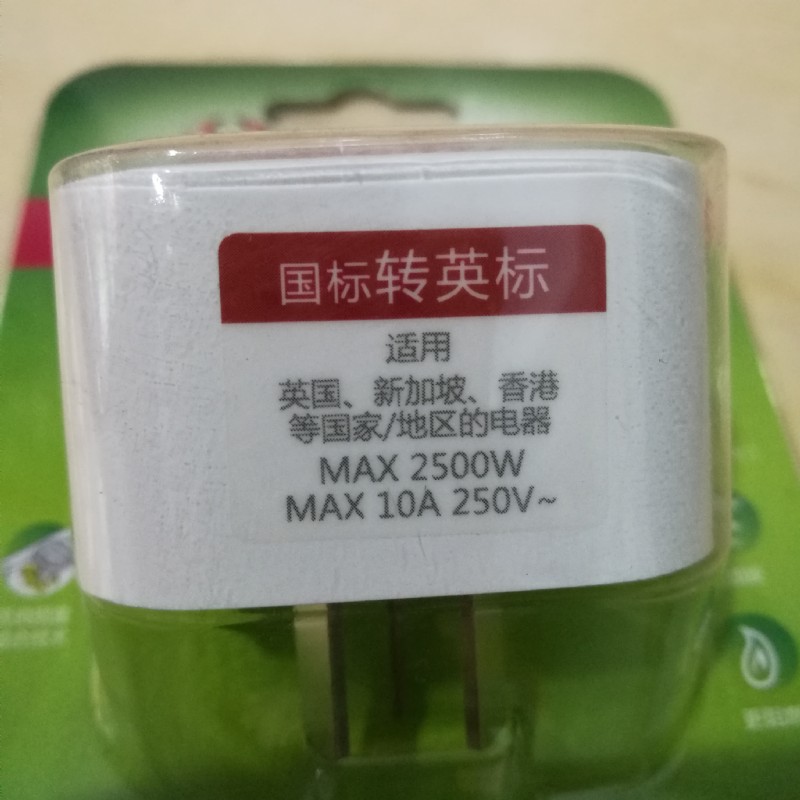 国标转英标
适用
英国、新加坡、香港
等国家/地区的电器
MAX 2500W
MAX 10A 250V~